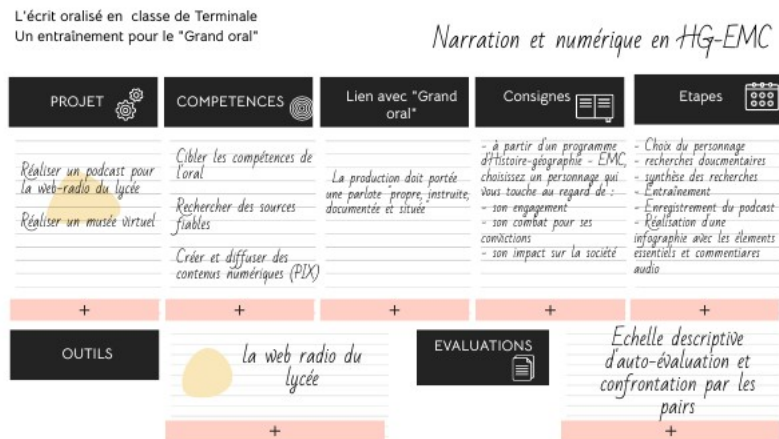 L'écrit oralisé en classe de Terminale
Un entraînement pour le "Grand oral"
Narration et numérique en HG-EMC
PROJET
Réaliser un podcast pour
la web-radio du lycée
Réaliser un musée virtuel
+
COMPETENCES
Cibler les compétences de
l'oral
Rechercher des sources
fiables
Créer et diffuser des
contenus numériques (PIX)
+
Lien avec "Grand
oral"
La production doit portée
une parlote "propre, instruite,
documentée et située"
+
Consignes
- à partir d'un programme
d'Histoire-géographie - EMC,
choisissez un personnage qui
vous touche au regard de :
- son engagement
- son combat pour ses
convictions
- son impact sur la société
+
Etapes
- Choix du personnage
- recherches doucmentaires
- synthèse des recherches
- Entraînement
- Enregistrement du podcast
- Réalisation d'une
infographie avec les élements
essentiels et commentiaires
audio
+
OUTILS
la web radio du
lycée
+
EVALUATIONS
Echelle descriptive
d'auto-évaluation et
confrontation par les
pairs
+